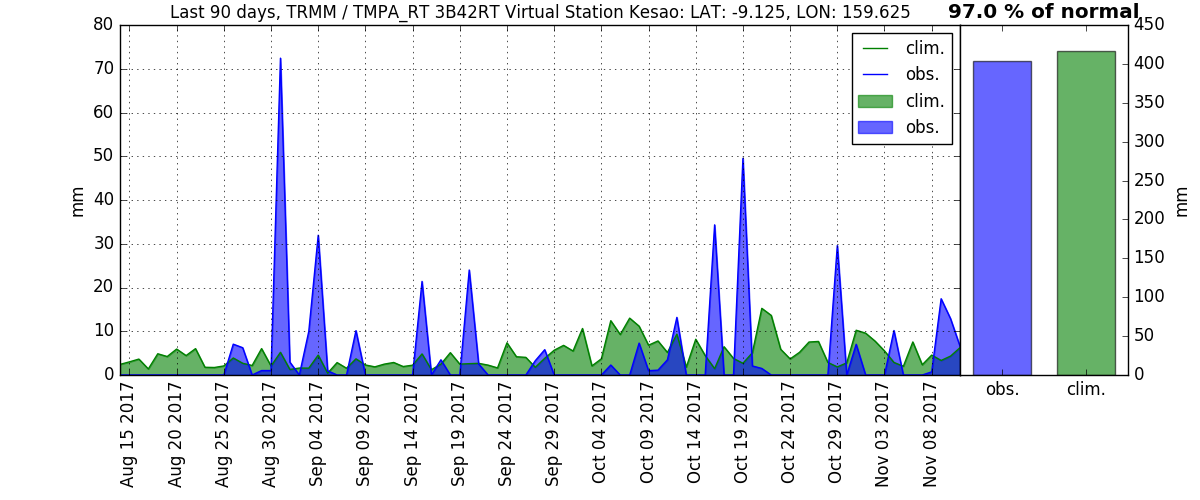 Last 90 days, TRMM / TMPA_RT 3B42RT Virtual Station Kesao: LAT: -9.125, LON: 159.625
97.0 % of normal
80
70
60
50
40
30
20
10
0
mm
clim.
obs.
clim.
obs.
Aug 15 2017
Aug 20 2017
Aug 25 2017
Aug 30 2017
Sep 04 2017
Sep 09 2017
Sep 14 2017
Sep 19 2017
Sep 24 2017
Sep 29 2017
Oct 04 2017
Oct 09 2017
Oct 14 2017
Oct 19 2017
Oct 24 2017
Oct 29 2017
Nov 03 2017
Nov 08 2017
450
400
350
300
250
200
150
100
50
0
mm
obs.
clim.